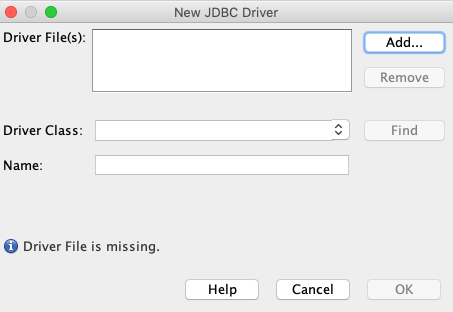 New JDBC Driver
Driver File(s):
Add...
Remove
Driver Class:
Find
Name:
Driver File is missing.
Help
Cancel
OK